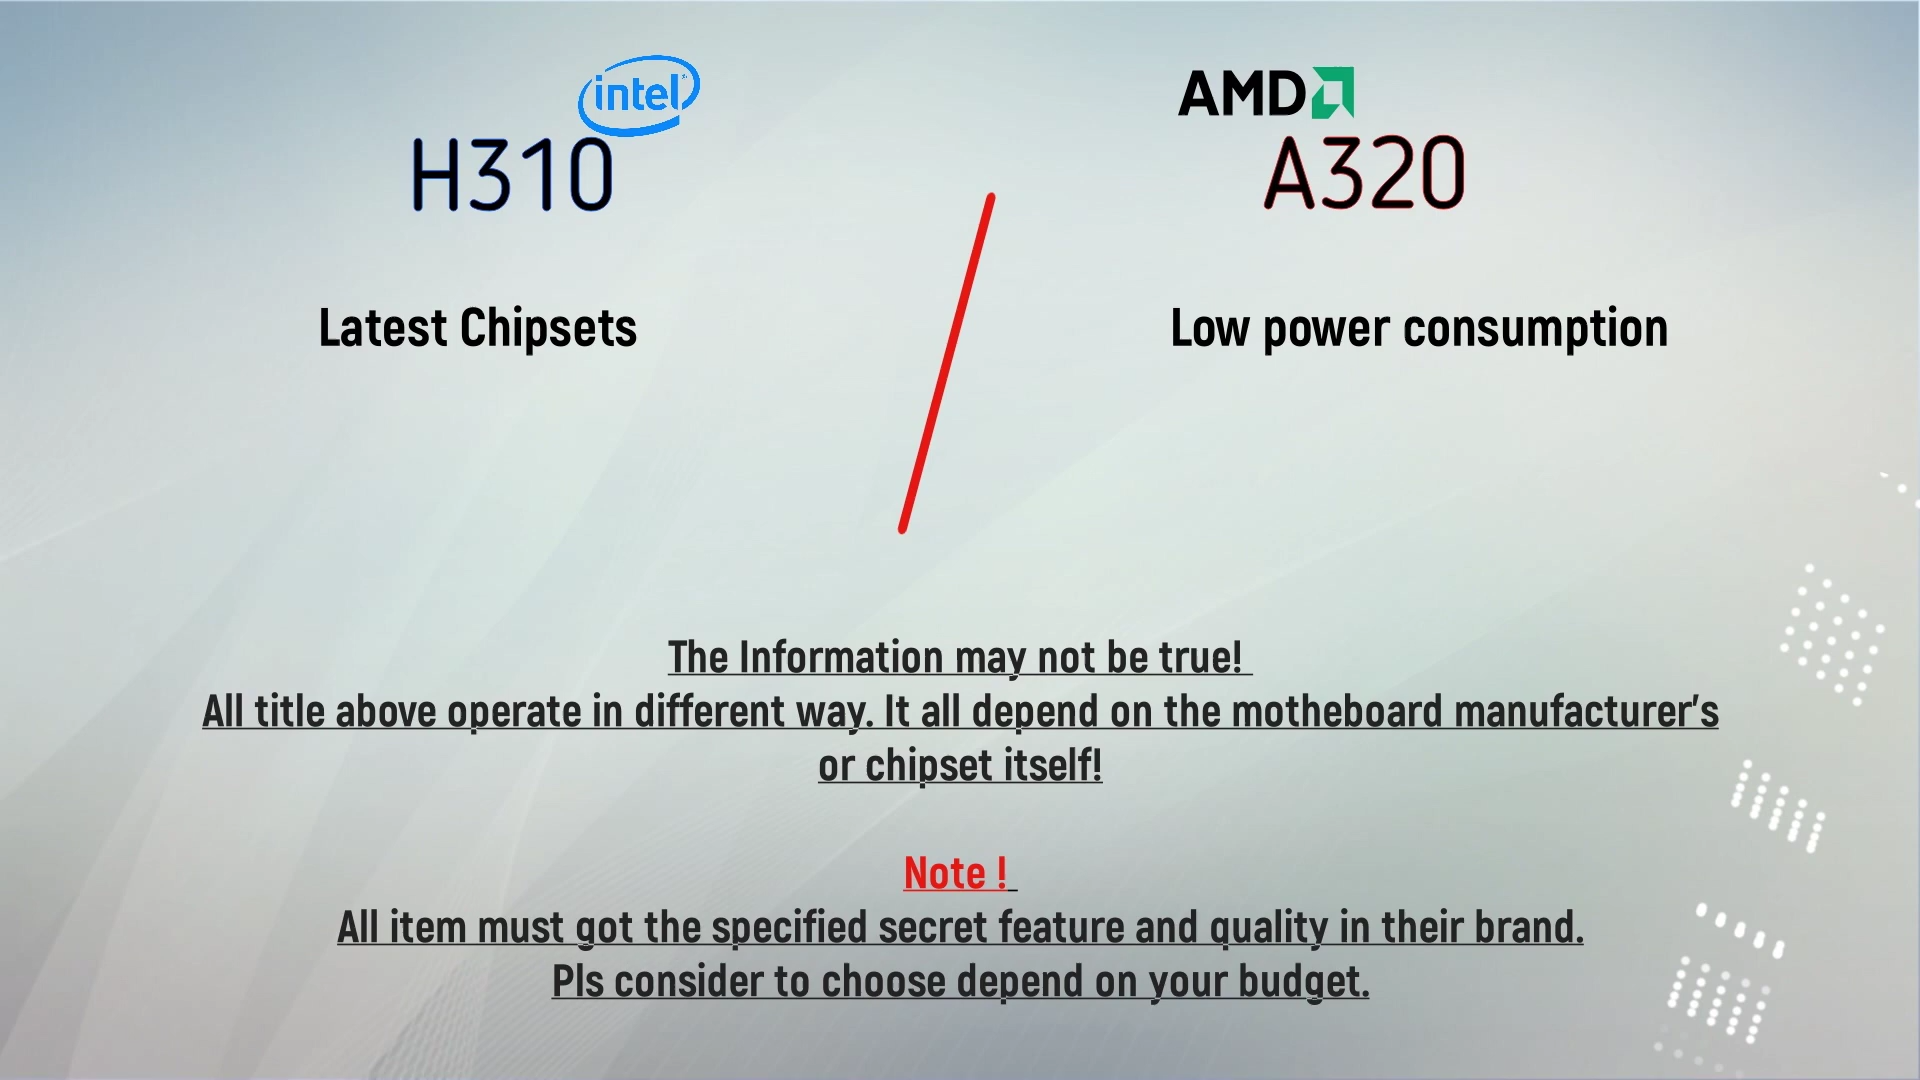 intel
AMD
H310
A320
Latest Chipsets
Low power consumption
The Information may not be true!
All title above operate in different way. It all depend on the motheboard manufacturer's
or chipset itself!
Note !
All item must got the specified secret feature and quality in their brand.
Pls consider to choose depend on your budget.